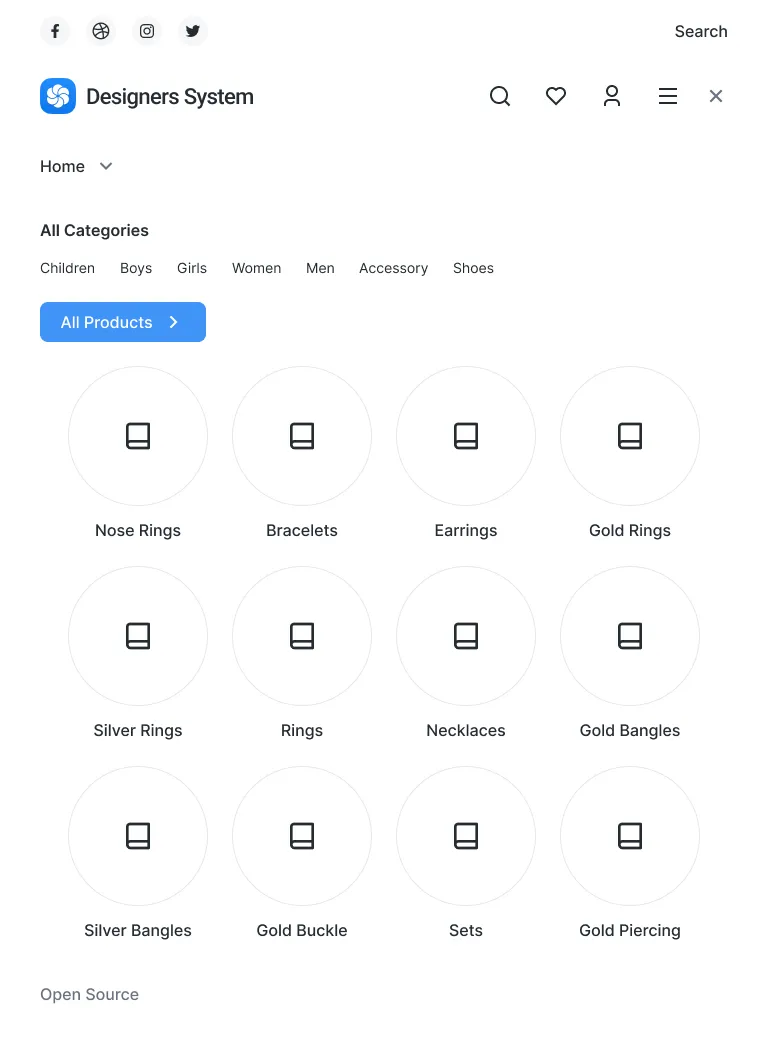 Search
Designers System
Home
All Categories
Children Boys Girls Women Men Accessory Shoes
All Products
Nose Rings Bracelets Earrings Gold Rings
Silver Rings Rings Necklaces Gold Bangles
Silver Bangles Gold Buckle Sets Gold Piercing
Open Source